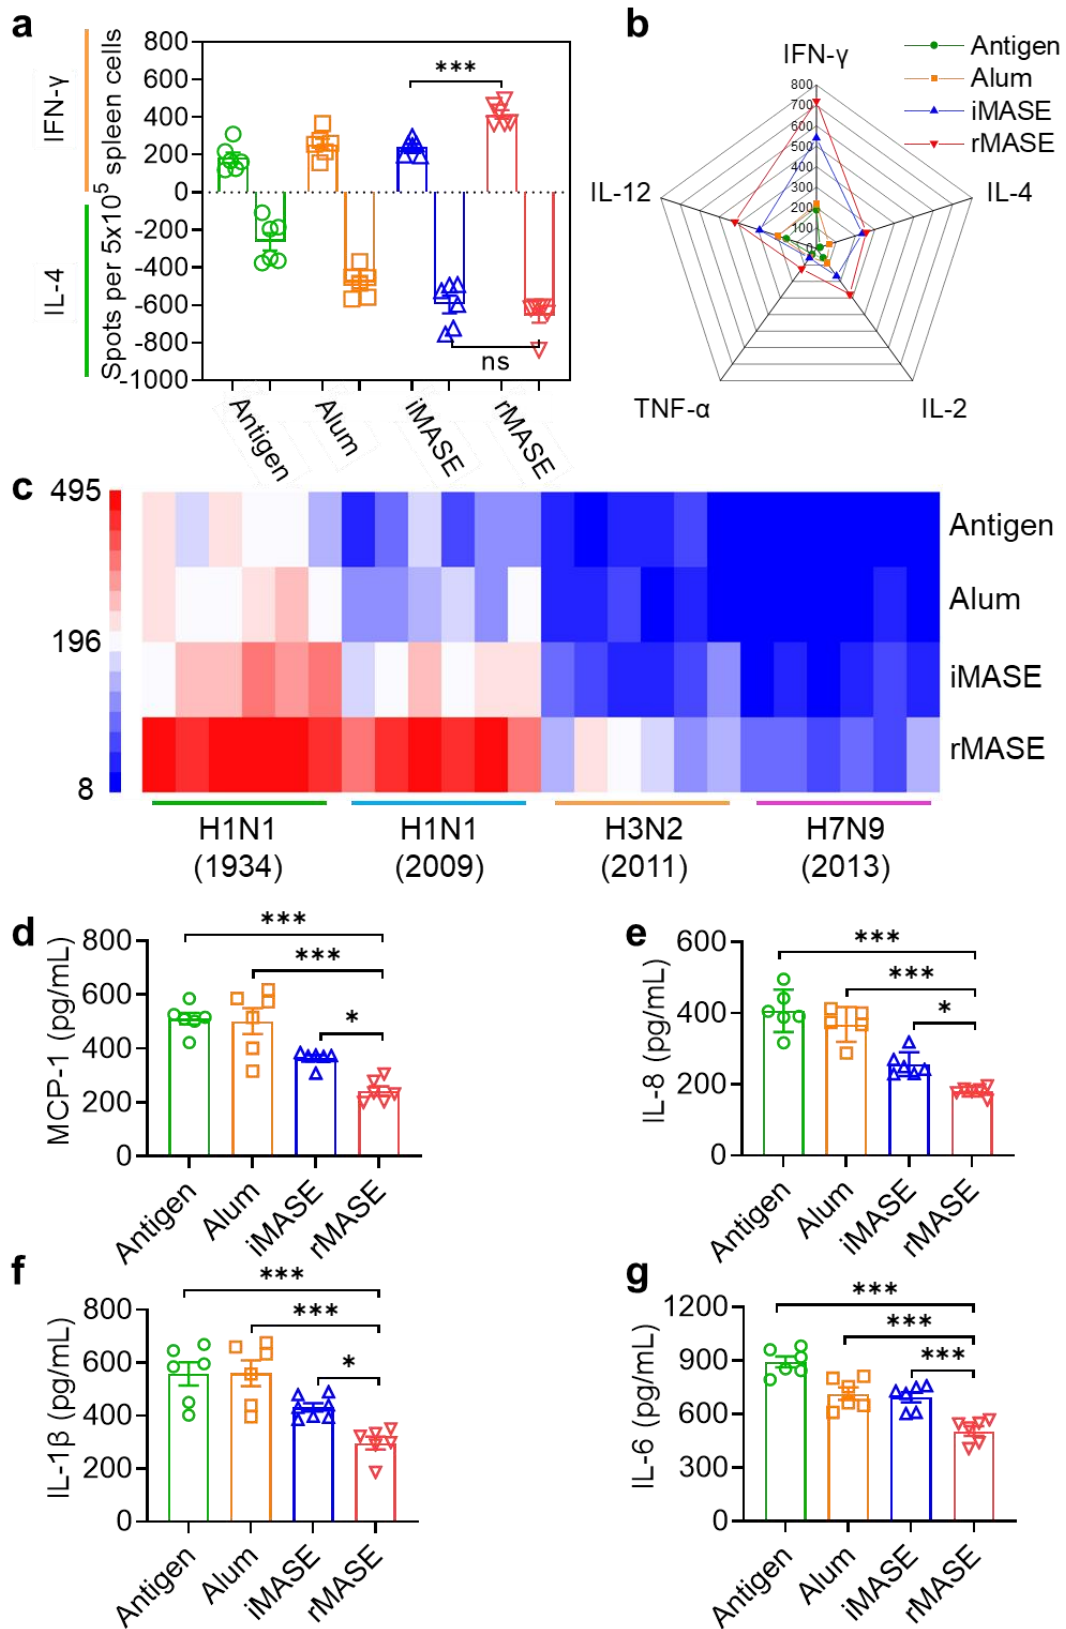 a
IFN-γ
IL-4
Spots per 5x10⁵ spleen cells
800
600
400
200
0
-200
-400
-600
-800
-1000
***
ns
Antigen
Alum
iMASE
rMASE
b
IFN-γ
IL-4
IL-2
TNF-α
IL-12
800
700
600
500
400
300
200
100
0
Antigen
Alum
iMASE
rMASE
c
495
196
8
Antigen
Alum
iMASE
rMASE
H1N1
(1934)
H1N1
(2009)
H3N2
(2011)
H7N9
(2013)
d
MCP-1 (pg/mL)
800
600
400
200
0
***
***
*
Antigen
Alum
iMASE
rMASE
e
IL-8 (pg/mL)
600
400
200
0
***
***
*
Antigen
Alum
iMASE
rMASE
f
IL-1β (pg/mL)
800
600
400
200
0
***
***
*
Antigen
Alum
iMASE
rMASE
g
IL-6 (pg/mL)
1200
900
600
300
0
***
***
***
Antigen
Alum
iMASE
rMASE